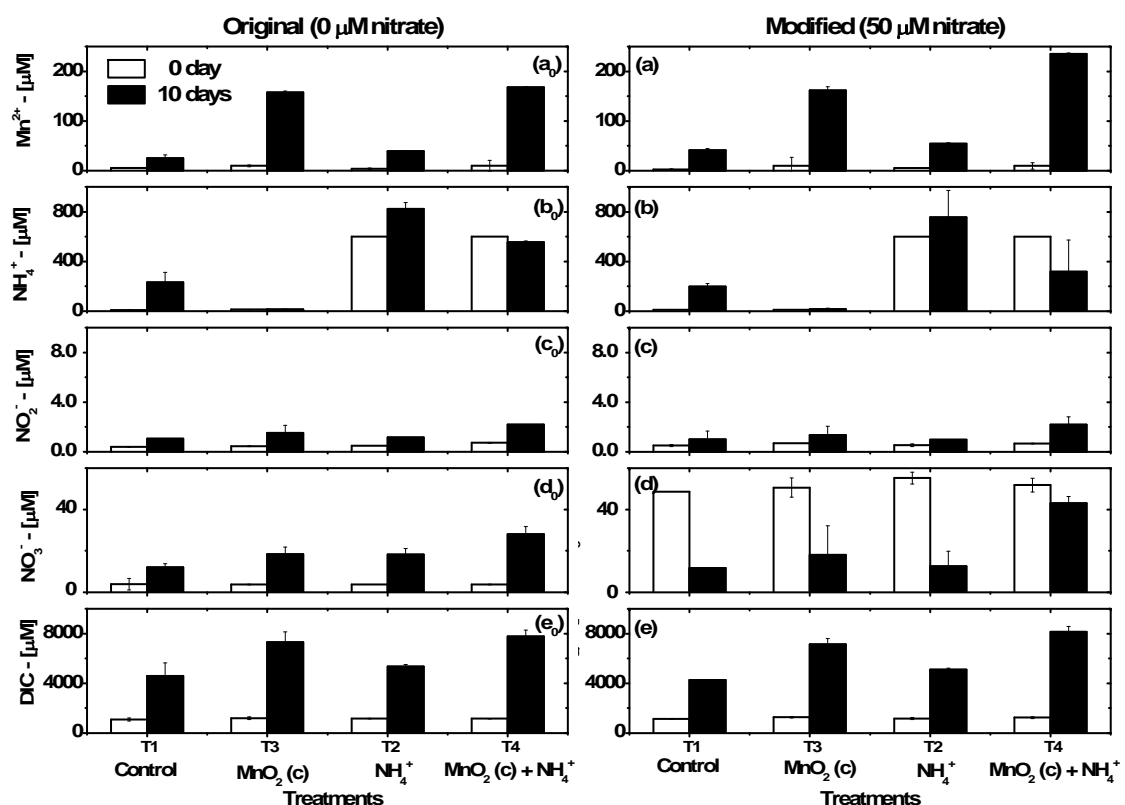 Original (0 μM nitrate)
Modified (50 μM nitrate)
Mn²⁺ - [μM]
200
100
0
0 day
10 days
(a₀)
200
100
0
(a)
NH₄⁺ - [μM]
800
400
0
(b₀)
800
400
0
(b)
NO₂⁻ - [μM]
8.0
4.0
0.0
(c₀)
8.0
4.0
0.0
(c)
NO₃⁻ - [μM]
40
0
(d₀)
40
0
(d)
DIC - [μM]
8000
4000
0
(e₀)
8000
4000
0
(e)
T1 T3 T2 T4
Control MnO₂ (c) NH₄⁺ MnO₂ (c) + NH₄⁺
Treatments
T1 T3 T2 T4
Control MnO₂ (c) NH₄⁺ MnO₂ (c) + NH₄⁺
Treatments